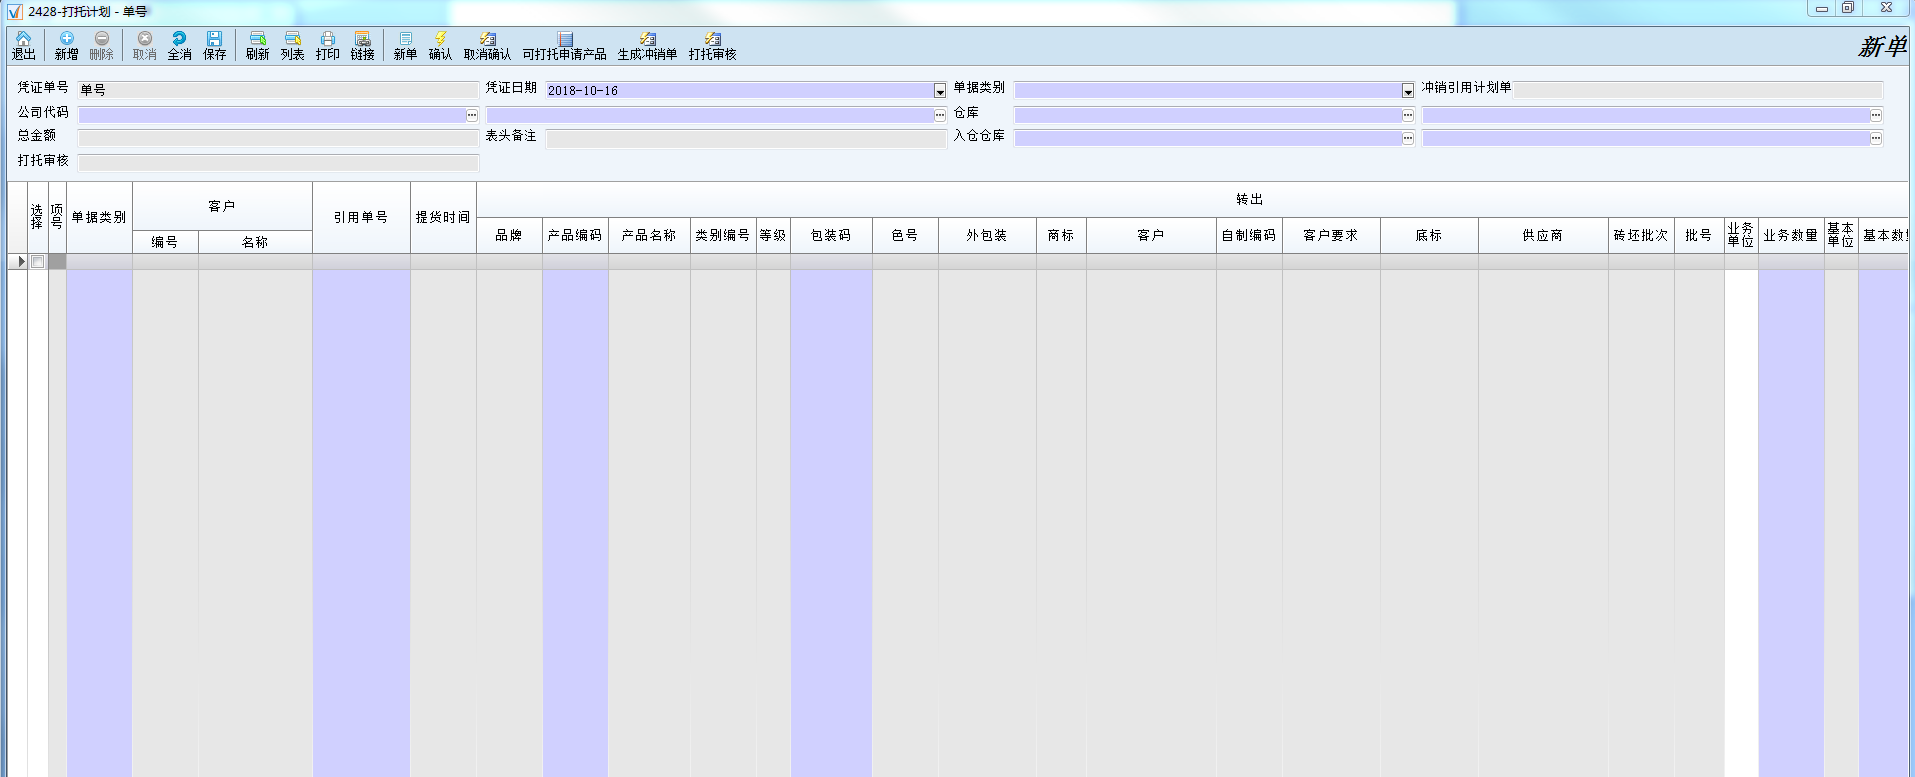 2428-打托计划 - 单号
退出 新增 删除 取消 全消 保存 刷新 列表 打印 链接 新单 确认 取消确认 可打托申请产品 生成冲销单 打托审核 新单
凭证单号 单号 凭证日期 2018-10-16 单据类别 冲销引用计划单
公司代码 仓库
总金额 表头备注 入仓仓库
打托审核
选择 项号 单据类别 客户 引用单号 提货时间 转出
编号 名称 品牌 产品编码 产品名称 类别编号 等级 包装码 色号 外包装 商标 客户 自制编码 客户要求 底标 供应商 砖坯批次 批号 业务单位 业务数量 基本单位 基本数